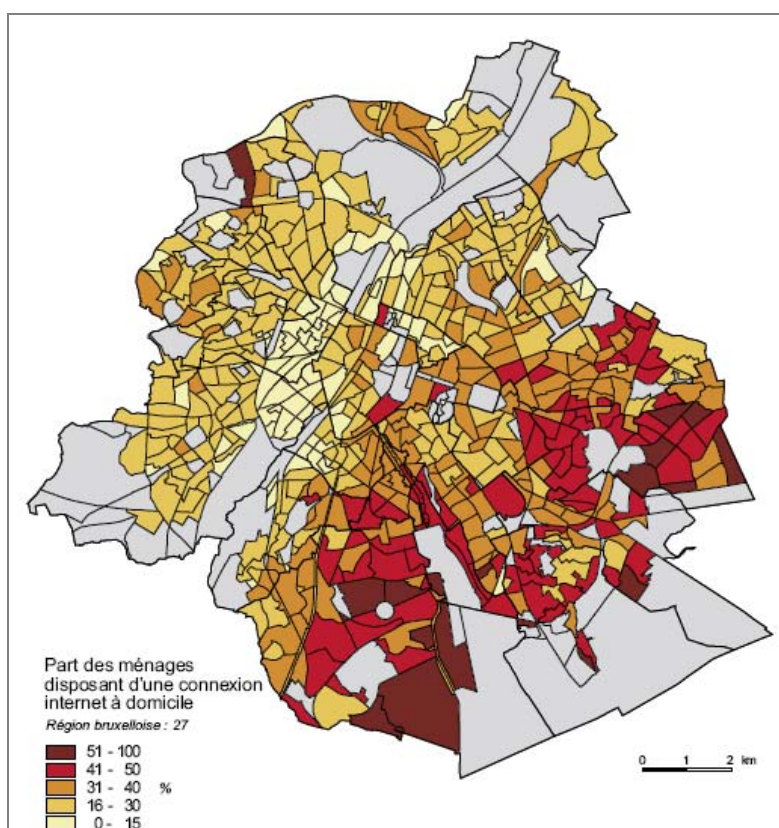 Part des ménages
disposant d'une connexion
internet à domicile
Région bruxelloise : 27
51 - 100
41 - 50
31 - 40 %
16 - 30
0 - 15
0 1 2 km